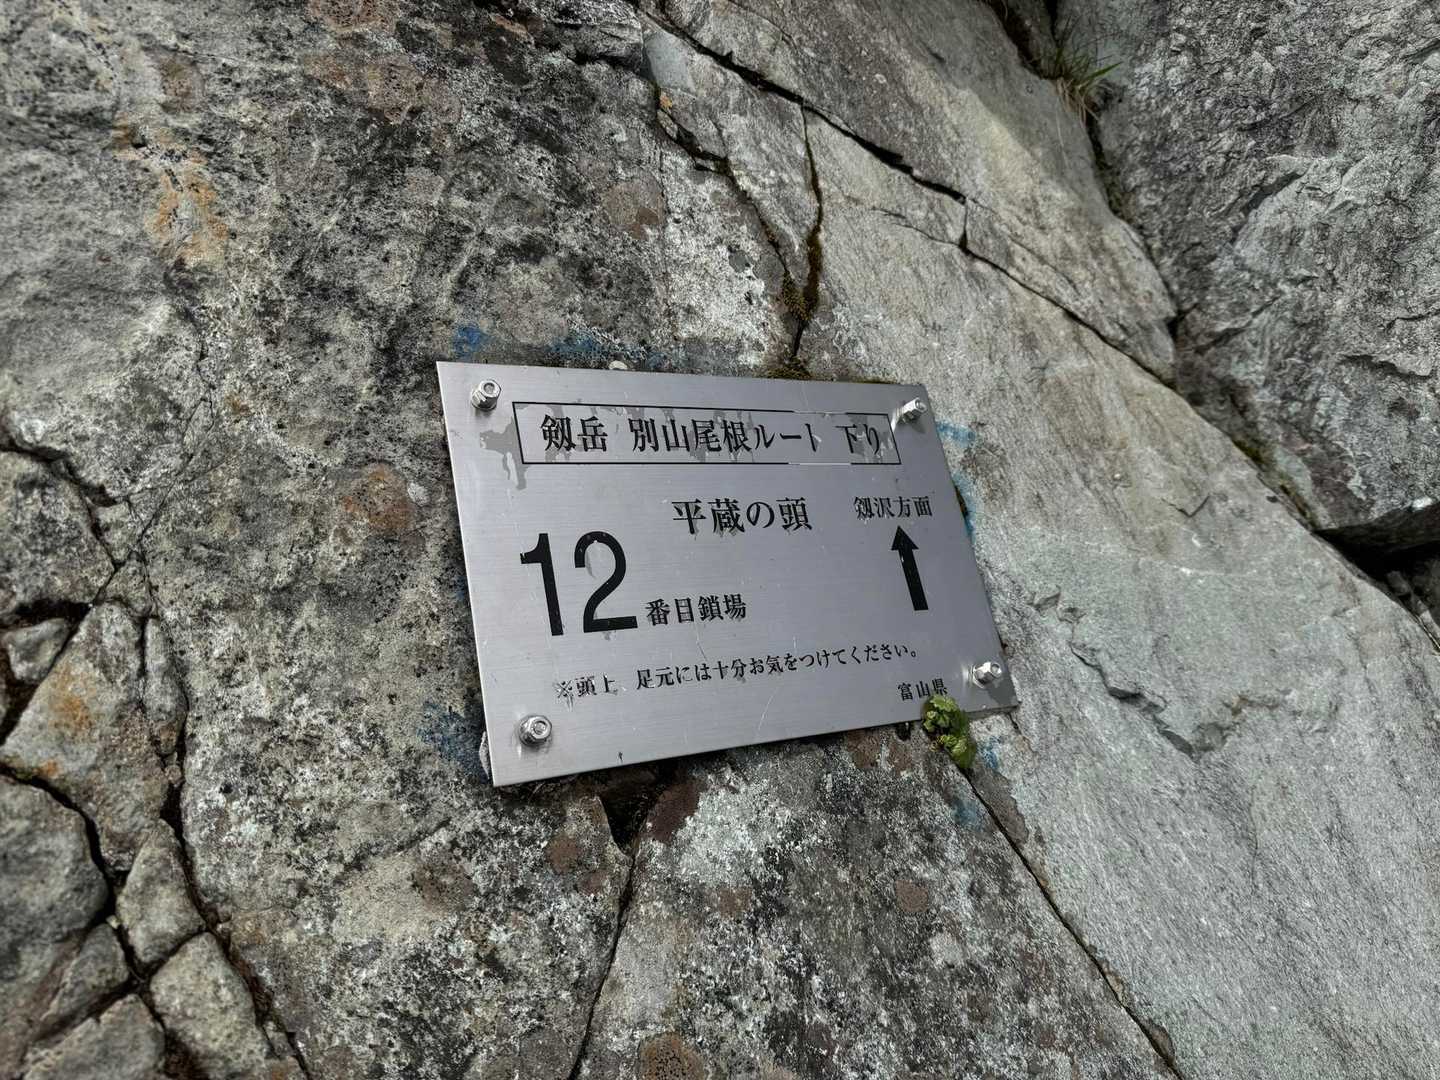 剱岳 別山尾根ルート 下り
平蔵の頭
剱沢方面
12番目鎖場
※頭上、足元には十分お気をつけてください。
富山県